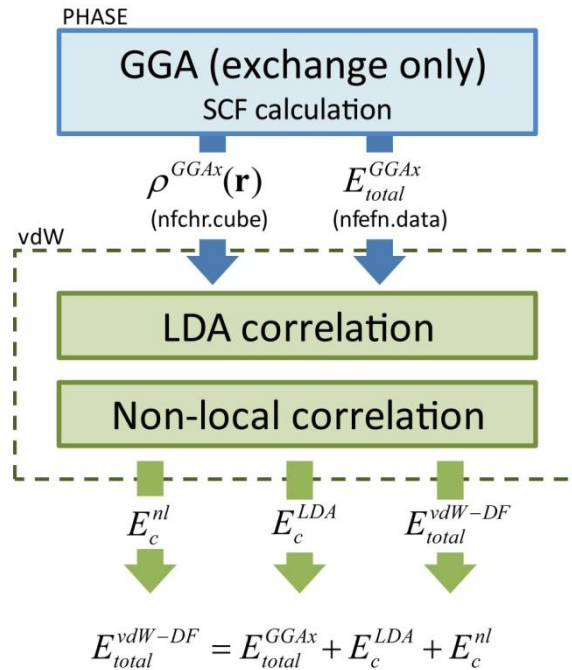 PHASE
GGA (exchange only)
SCF calculation
ρ^{GGAx}(r) E_{total}^{GGAx}
(nfchr.cube) (nfefn.data)
vdW
LDA correlation
Non-local correlation
E_c^{nl} E_c^{LDA} E_{total}^{vdW-DF}
E_{total}^{vdW-DF} = E_{total}^{GGAx} + E_c^{LDA} + E_c^{nl}